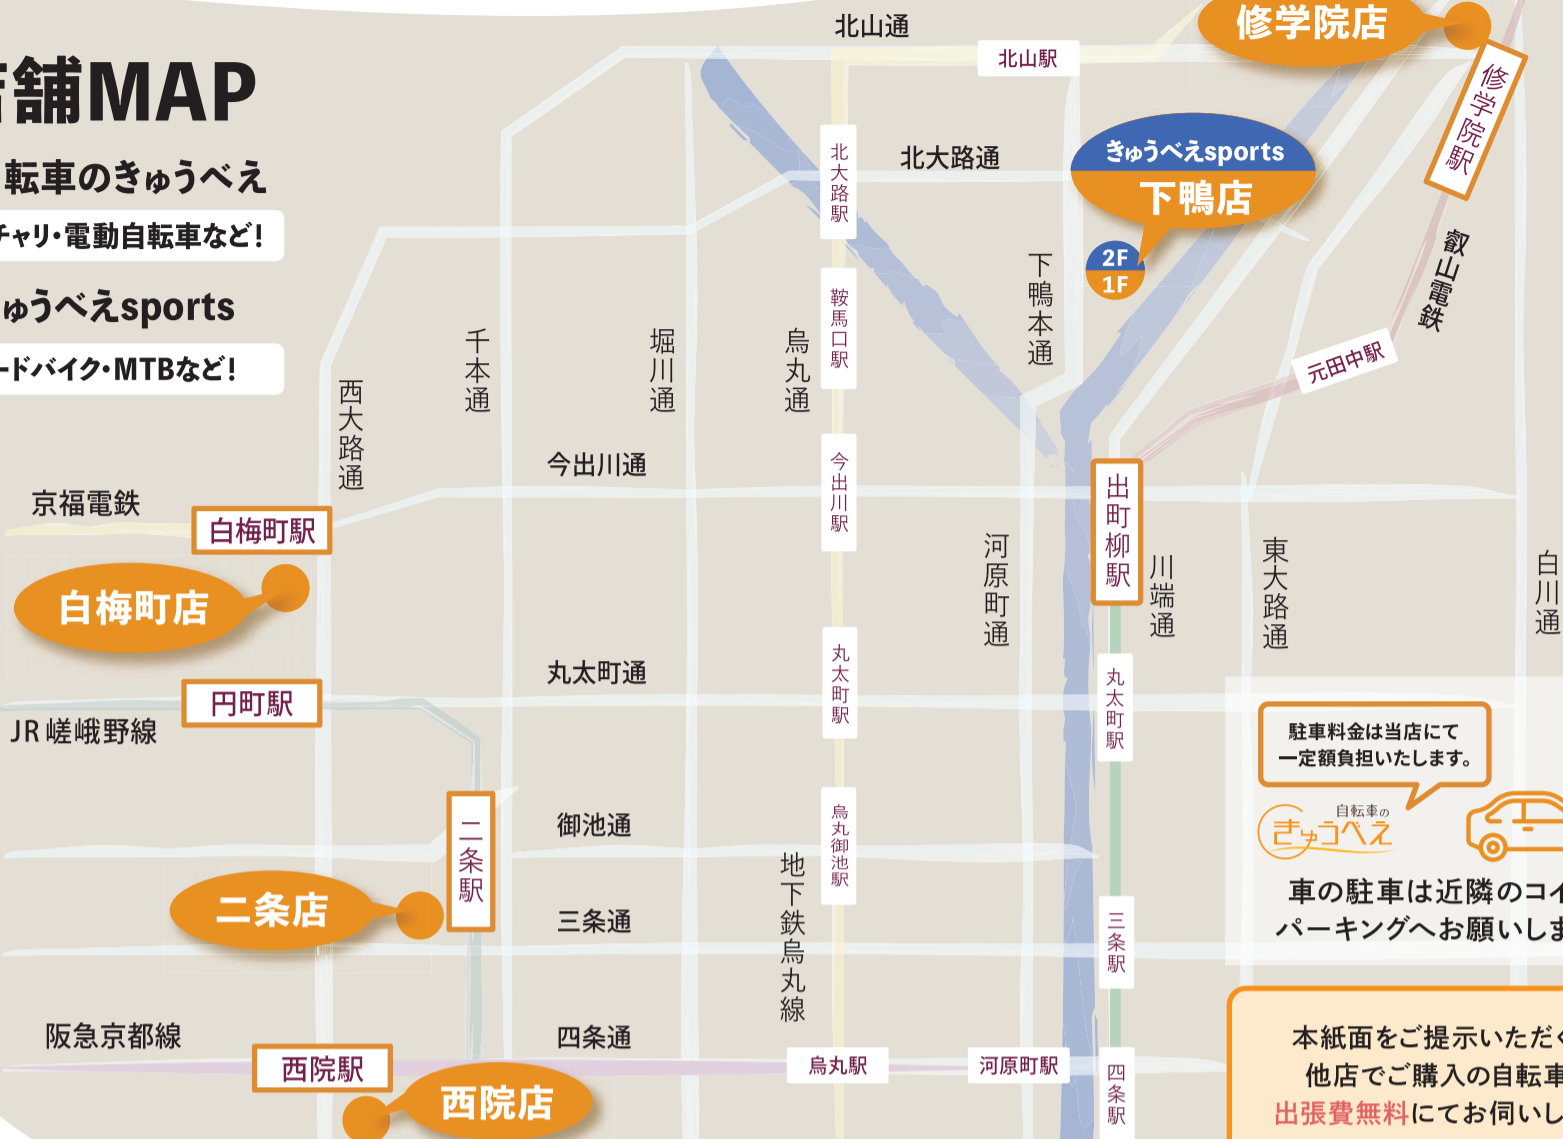 店舗MAP
転車のきゅうべえ
チャリ・電動自転車など!
ゅうべえsports
ードバイク・MTBなど!
北山通
北山駅
修学院店
修学院駅
北大路駅
北大路通
きゅうべえsports
下鴨店
2F
1F
下鴨本通
叡山電鉄
元田中駅
鞍馬口駅
烏丸通
堀川通
千本通
西大路通
今出川通
今出川駅
出町柳駅
京福電鉄
白梅町駅
白梅町店
河原町通
川端通
東大路通
白川通
円町駅
JR嵯峨野線
丸太町通
丸太町駅
丸太町駅
二条駅
二条店
御池通
烏丸御池駅
三条通
三条駅
地下鉄烏丸線
阪急京都線
四条通
西院駅
西院店
烏丸駅
河原町駅
四条駅
駐車料金は当店にて
一定額負担いたします。
自転車の
きゅうべえ
車の駐車は近隣のコイ
パーキングへお願いしま
本紙面をご提示いただく
他店でご購入の自転車
出張費無料にてお伺いし